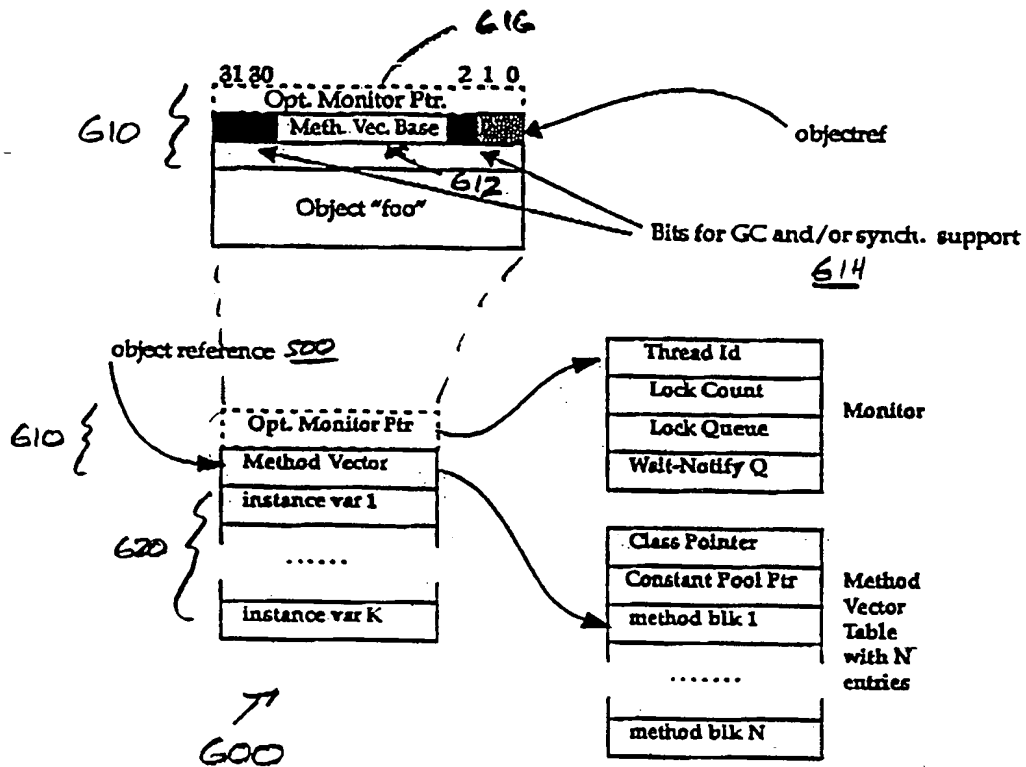 616
31 30 2 1 0
Opt. Monitor Ptr.
610
Meth. Vec. Base
objectref
612
Object "foo"
Bits for GC and/or synch. support
614
object reference 500
Thread Id
Lock Count
Monitor
Opt. Monitor Ptr
610
Lock Queue
Method Vector
Wait-Notify Q
instance var 1
620
......
Class Pointer
Constant Pool Ptr
Method
Vector
Table
with N
entries
instance var K
method blk 1
.......
600
method blk N